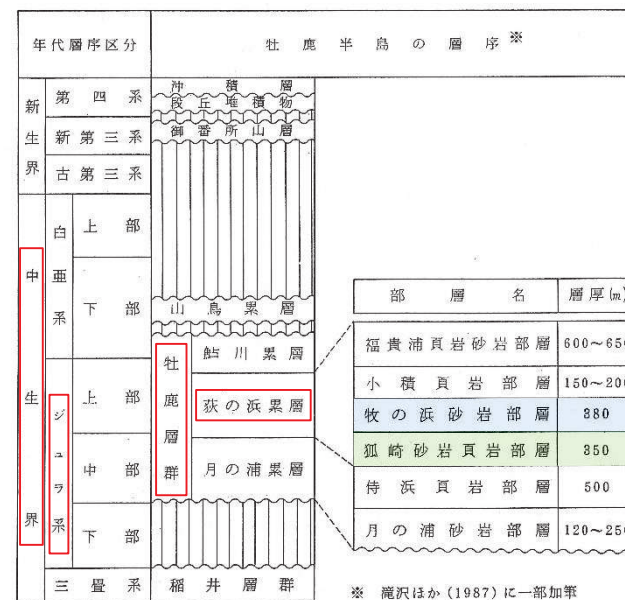 年代層序区分
牡鹿半島の層序※
新生界
第四系
沖積層
段丘堆積物
新第三系
御番所山層
古第三系
中生界
白亜系
上部
下部
山鳥累層
牡鹿層群
鮎川累層
ジュラ系
上部
荻の浜累層
中部
月の浦累層
下部
三畳系
稲井層群
部層名
層厚(m)
福貴浦頁岩砂岩部層
600~650
小積頁岩部層
150~200
牧の浜砂岩部層
380
狐崎砂岩頁岩部層
350
侍浜頁岩部層
500
月の浦砂岩部層
120~250
※ 滝沢ほか(1987)に一部加筆